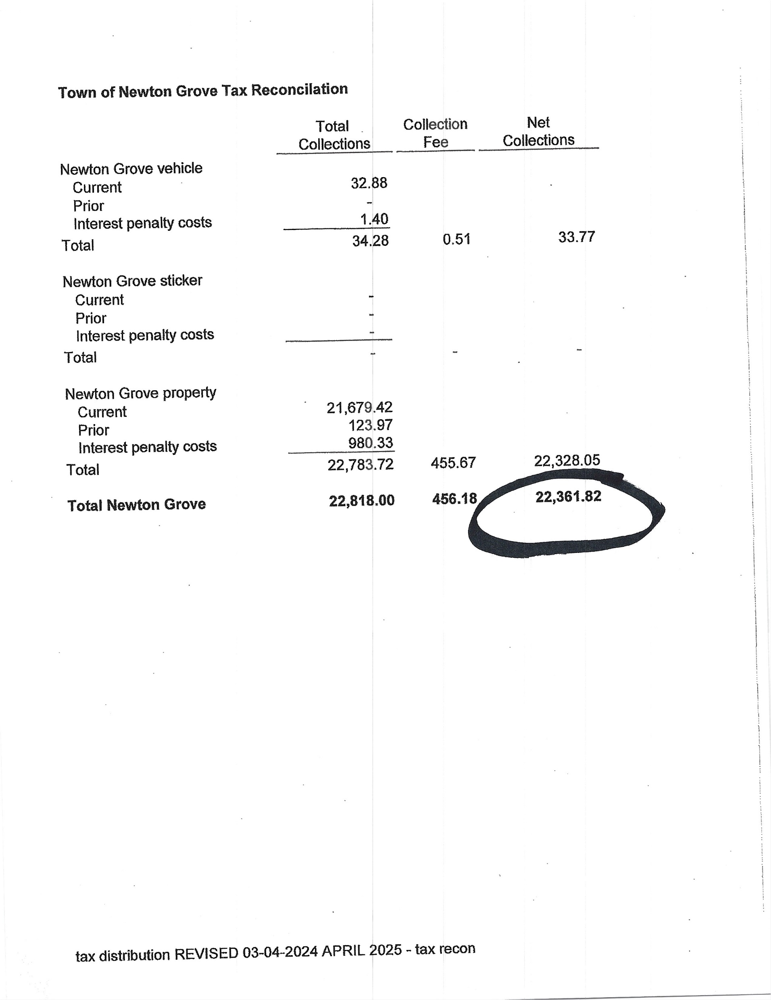 Town of Newton Grove Tax Reconcilation
Total Collection Net
Collections Fee Collections
Newton Grove vehicle
Current 32.88
Prior -
Interest penalty costs 1.40
Total 34.28 0.51 33.77
Newton Grove sticker
Current -
Prior -
Interest penalty costs -
Total - - -
Newton Grove property
Current 21,679.42
Prior 123.97
Interest penalty costs 980.33
Total 22,783.72 455.67 22,328.05
Total Newton Grove 22,818.00 456.18 22,361.82
tax distribution REVISED 03-04-2024 APRIL 2025 - tax recon